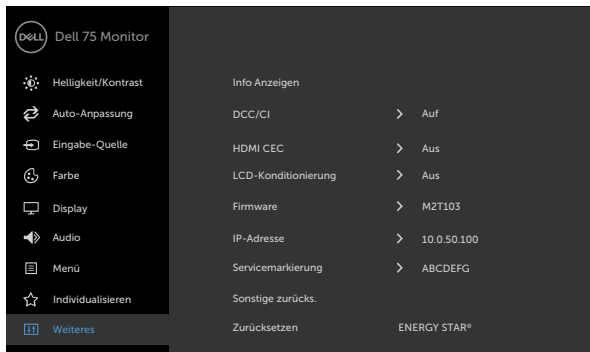 DELL Dell 75 Monitor
Helligkeit/Kontrast
Auto-Anpassung
Eingabe-Quelle
Farbe
Display
Audio
Menü
Individualisieren
Weiteres
Info Anzeigen
DCC/CI > Auf
HDMI CEC > Aus
LCD-Konditionierung > Aus
Firmware > M2T103
IP-Adresse > 10.0.50.100
Servicemarkierung > ABCDEFG
Sonstige zurücks.
Zurücksetzen ENERGY STAR®